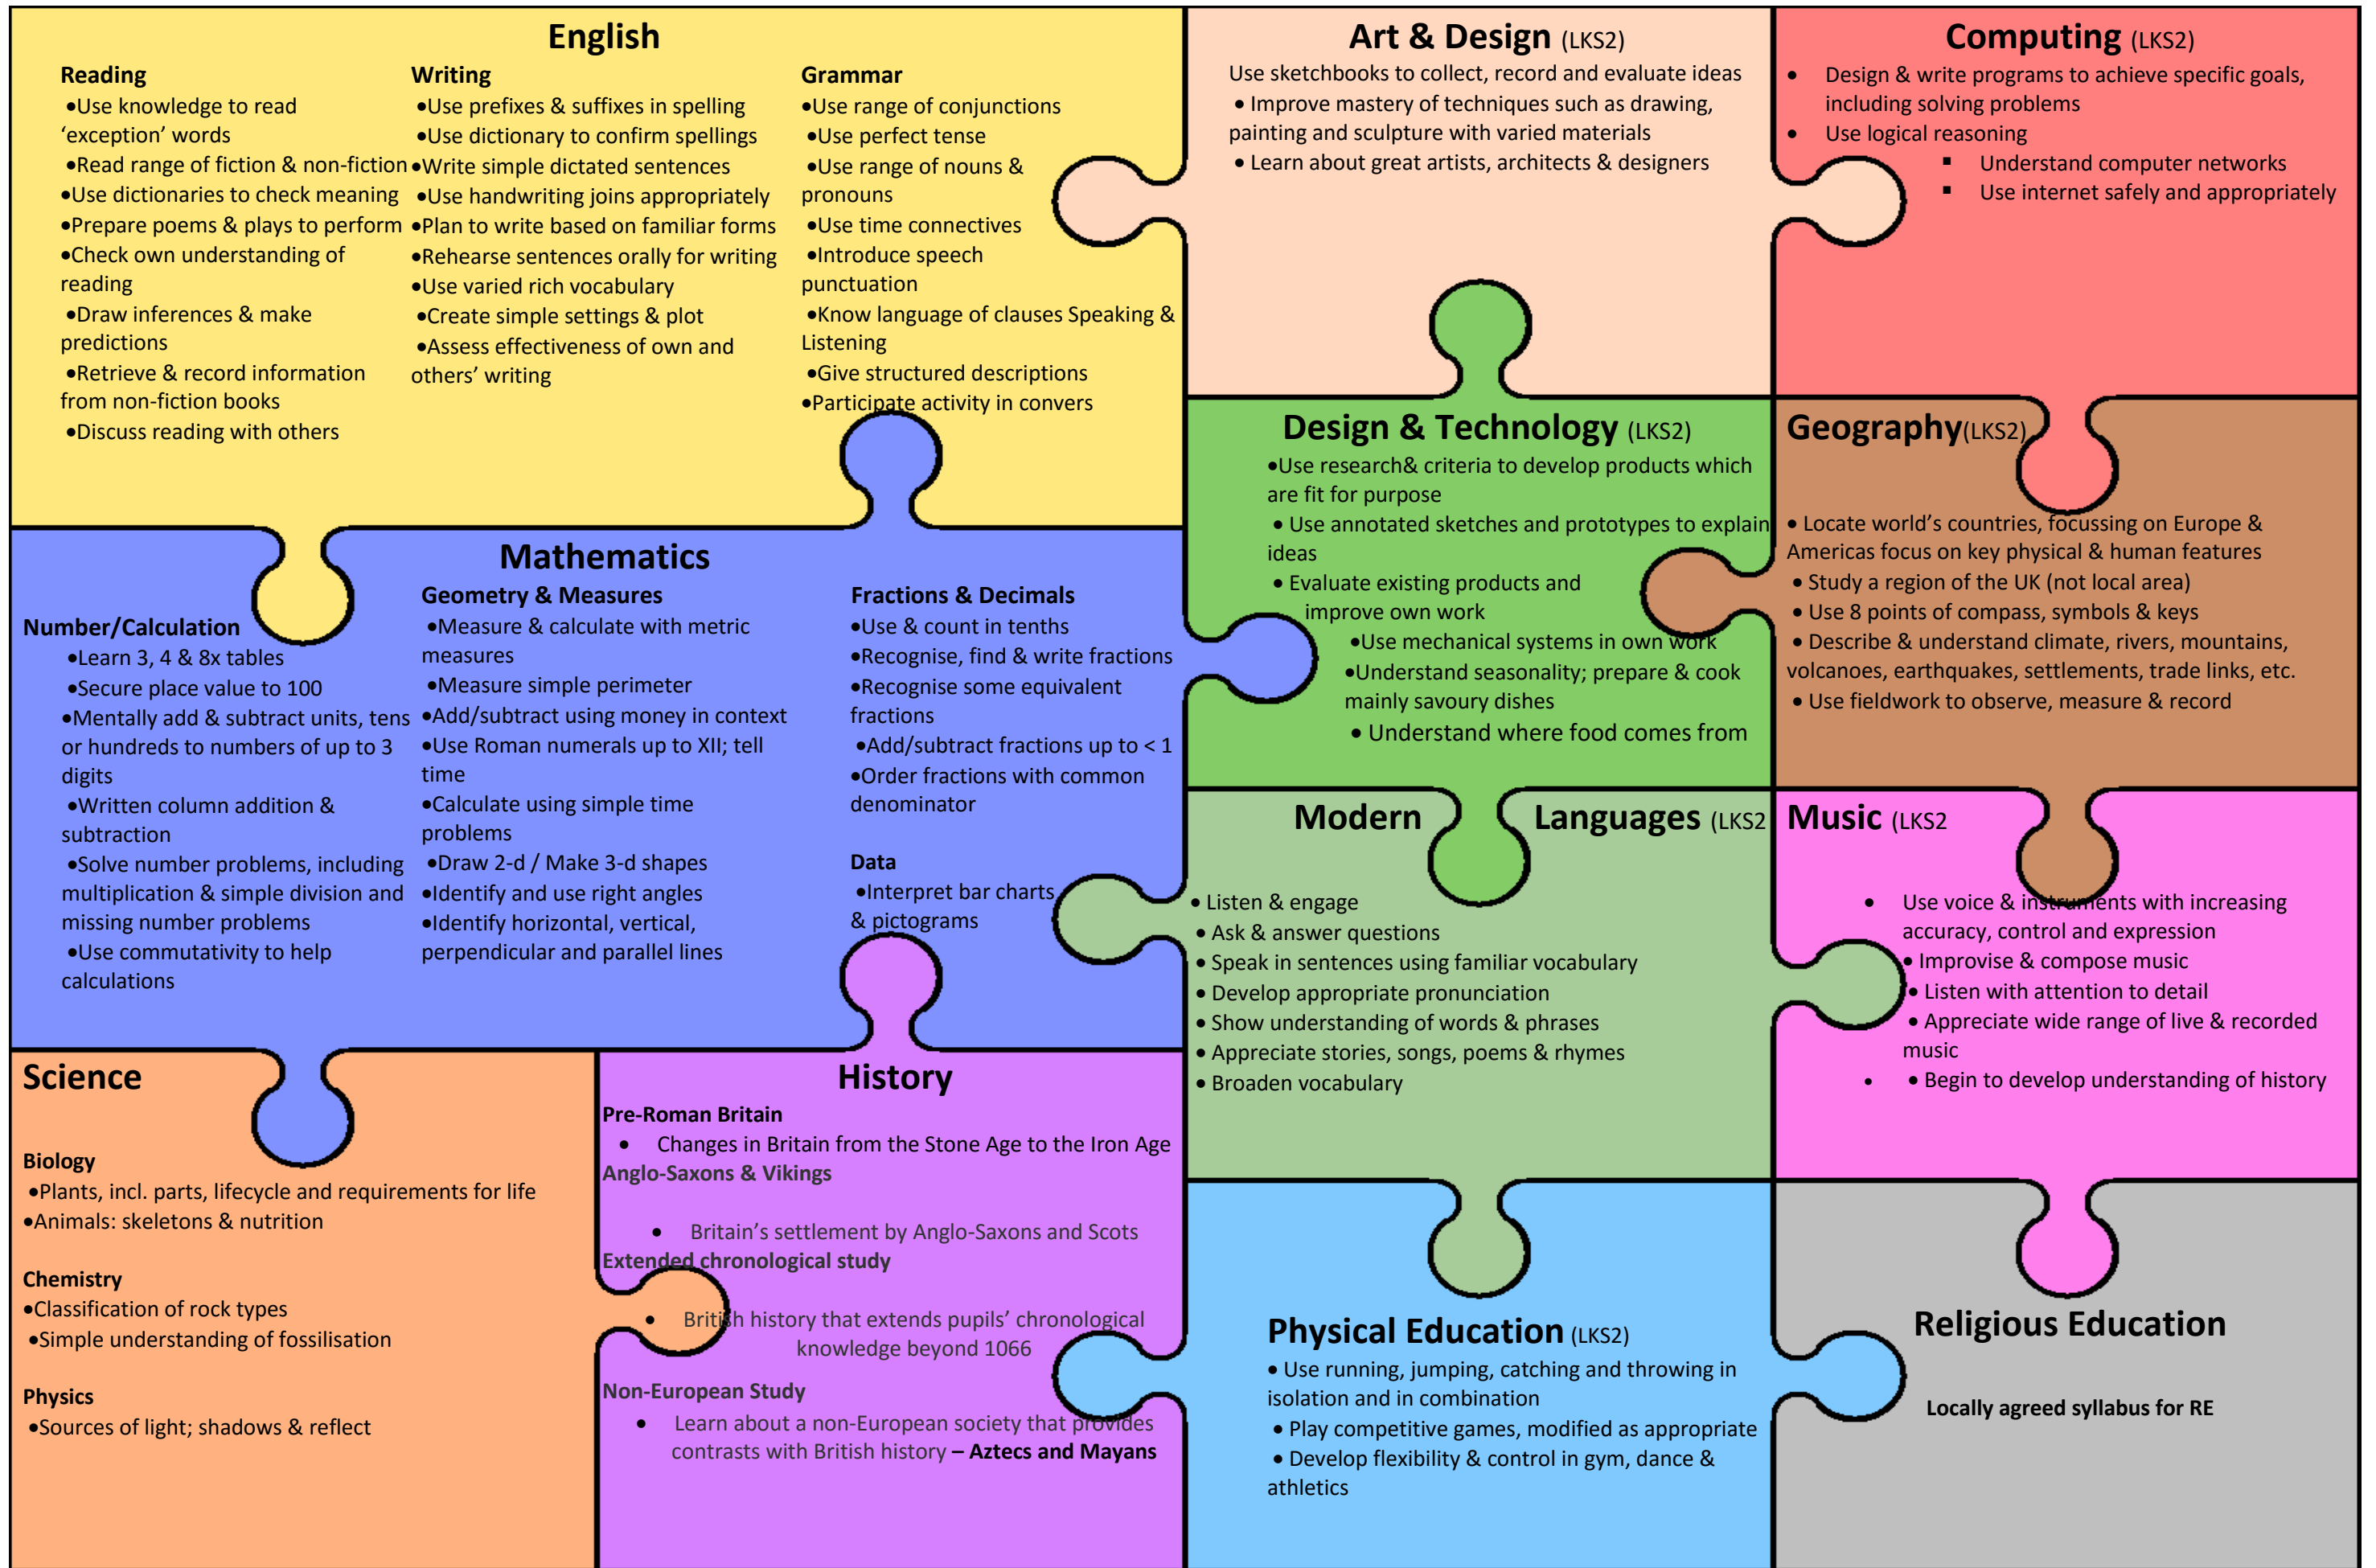 English
Reading
•Use knowledge to read
‘exception’ words
•Read range of fiction & non-fiction
•Use dictionaries to check meaning
•Prepare poems & plays to perform
•Check own understanding of
reading
•Draw inferences & make
predictions
•Retrieve & record information
from non-fiction books
•Discuss reading with others
Writing
•Use prefixes & suffixes in spelling
•Use dictionary to confirm spellings
•Write simple dictated sentences
•Use handwriting joins appropriately
•Plan to write based on familiar forms
•Rehearse sentences orally for writing
•Use varied rich vocabulary
•Create simple settings & plot
•Assess effectiveness of own and
others’ writing
Grammar
•Use range of conjunctions
•Use perfect tense
•Use range of nouns &
pronouns
•Use time connectives
•Introduce speech
punctuation
•Know language of clauses Speaking &
Listening
•Give structured descriptions
•Participate activity in convers
Art & Design (LKS2)
Use sketchbooks to collect, record and evaluate ideas
• Improve mastery of techniques such as drawing,
painting and sculpture with varied materials
• Learn about great artists, architects & designers
Computing (LKS2)
• Design & write programs to achieve specific goals,
including solving problems
• Use logical reasoning
▪ Understand computer networks
▪ Use internet safely and appropriately
Mathematics
Number/Calculation
•Learn 3, 4 & 8x tables
•Secure place value to 100
•Mentally add & subtract units, tens
or hundreds to numbers of up to 3
digits
•Written column addition &
subtraction
•Solve number problems, including
multiplication & simple division and
missing number problems
•Use commutativity to help
calculations
Geometry & Measures
•Measure & calculate with metric
measures
•Measure simple perimeter
•Add/subtract using money in context
•Use Roman numerals up to XII; tell
time
•Calculate using simple time
problems
•Draw 2-d / Make 3-d shapes
•Identify and use right angles
•Identify horizontal, vertical,
perpendicular and parallel lines
Fractions & Decimals
•Use & count in tenths
•Recognise, find & write fractions
•Recognise some equivalent
fractions
•Add/subtract fractions up to < 1
•Order fractions with common
denominator
Data
•Interpret bar charts
& pictograms
Design & Technology (LKS2)
•Use research& criteria to develop products which
are fit for purpose
• Use annotated sketches and prototypes to explain
ideas
• Evaluate existing products and
improve own work
•Use mechanical systems in own work
•Understand seasonality; prepare & cook
mainly savoury dishes
• Understand where food comes from
Geography(LKS2)
• Locate world’s countries, focussing on Europe &
Americas focus on key physical & human features
• Study a region of the UK (not local area)
• Use 8 points of compass, symbols & keys
• Describe & understand climate, rivers, mountains,
volcanoes, earthquakes, settlements, trade links, etc.
• Use fieldwork to observe, measure & record
Modern Languages (LKS2
• Listen & engage
• Ask & answer questions
• Speak in sentences using familiar vocabulary
• Develop appropriate pronunciation
• Show understanding of words & phrases
• Appreciate stories, songs, poems & rhymes
• Broaden vocabulary
Music (LKS2
• Use voice & instruments with increasing
accuracy, control and expression
• Improvise & compose music
• Listen with attention to detail
• Appreciate wide range of live & recorded
music
• • Begin to develop understanding of history
Science
Biology
•Plants, incl. parts, lifecycle and requirements for life
•Animals: skeletons & nutrition
Chemistry
•Classification of rock types
•Simple understanding of fossilisation
Physics
•Sources of light; shadows & reflect
History
Pre-Roman Britain
• Changes in Britain from the Stone Age to the Iron Age
Anglo-Saxons & Vikings
• Britain’s settlement by Anglo-Saxons and Scots
Extended chronological study
• British history that extends pupils’ chronological
knowledge beyond 1066
Non-European Study
• Learn about a non-European society that provides
contrasts with British history – Aztecs and Mayans
Physical Education (LKS2)
• Use running, jumping, catching and throwing in
isolation and in combination
• Play competitive games, modified as appropriate
• Develop flexibility & control in gym, dance &
athletics
Religious Education
Locally agreed syllabus for RE